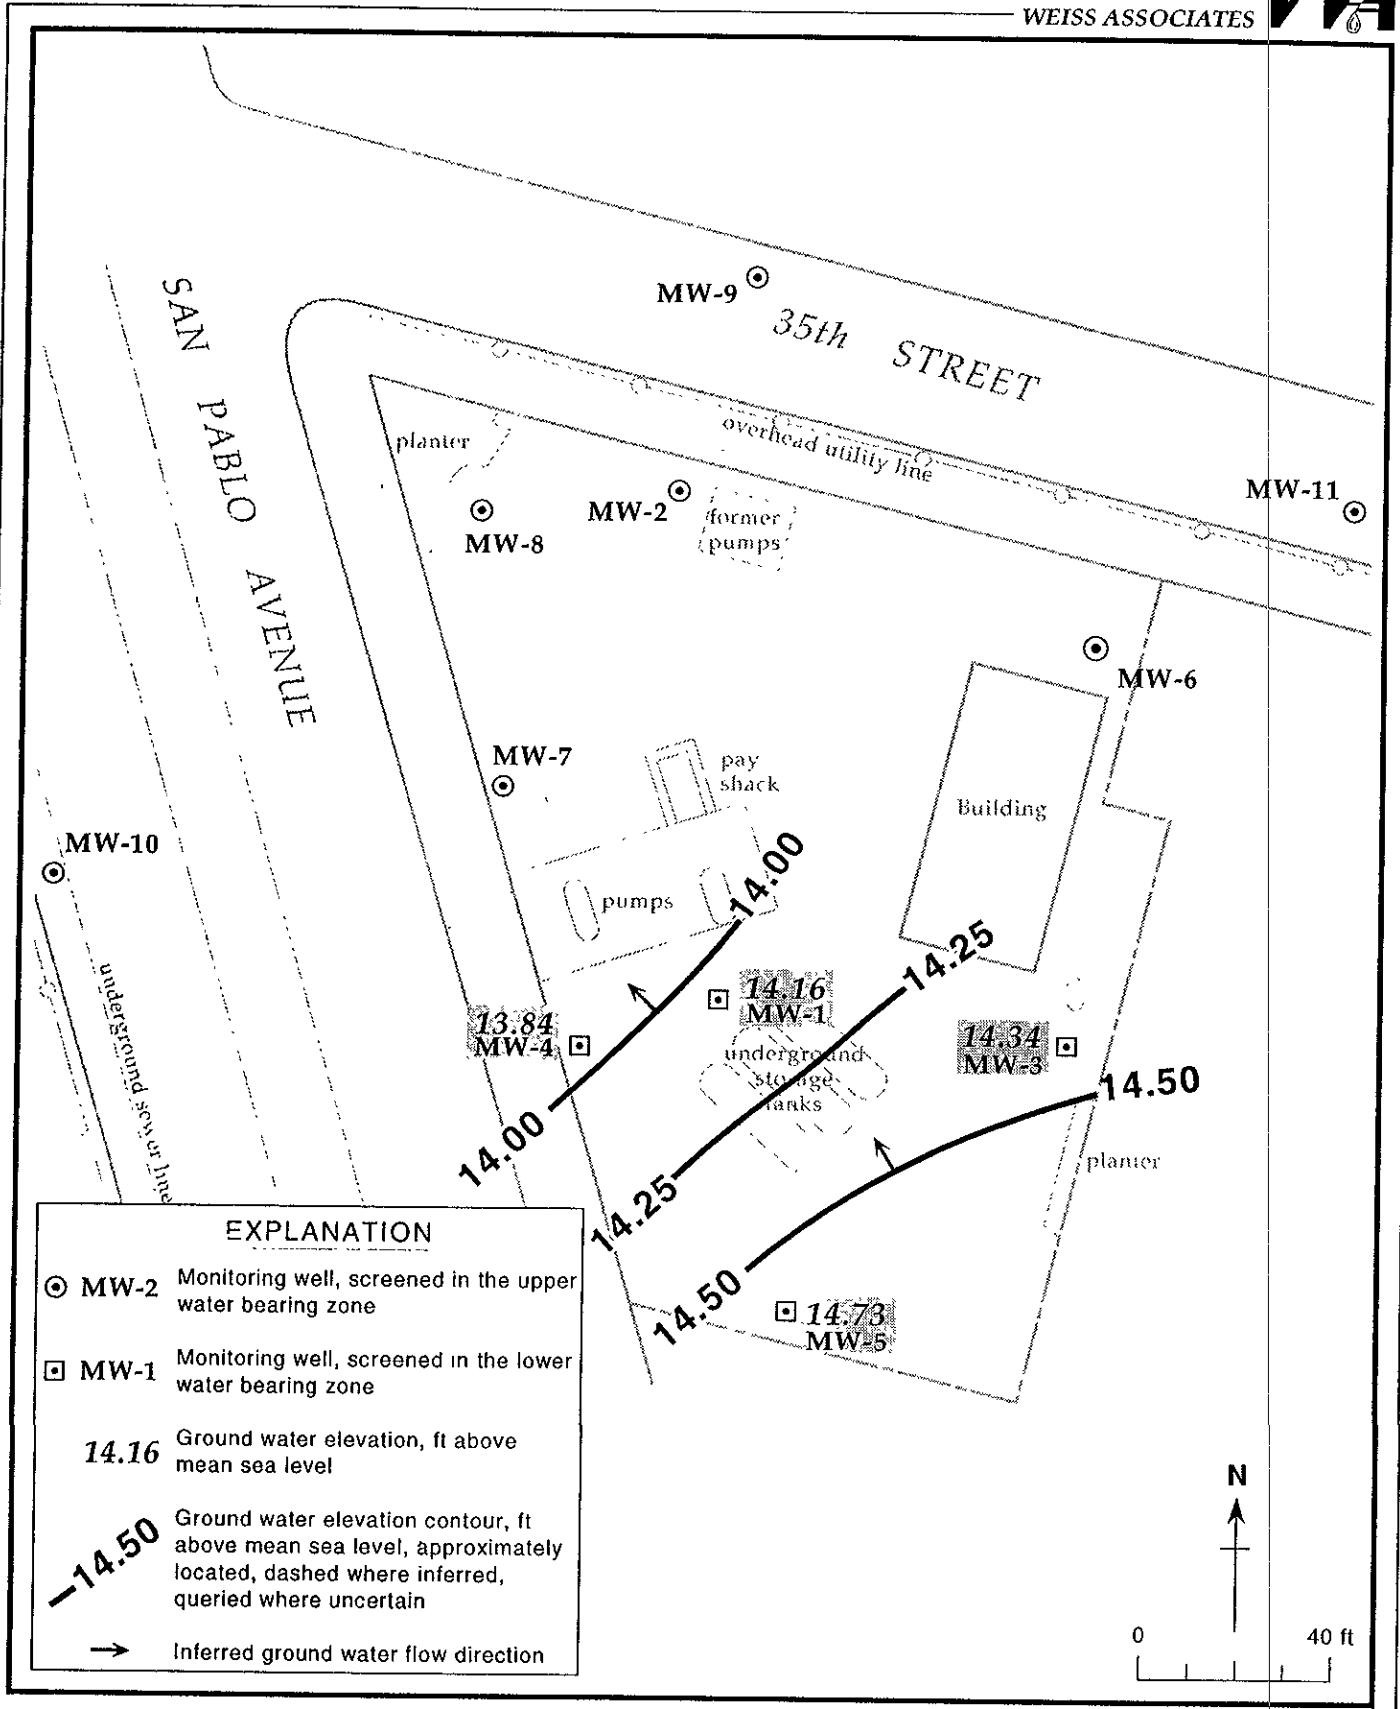 WEISS ASSOCIATES
MW-9
35th STREET
SAN PABLO AVENUE
planter
overhead utility line
MW-8
MW-2
former
pumps
MW-11
MW-6
MW-7
pay
shack
Building
MW-10
pumps
14.00
14.25
14.16
MW-1
13.84
MW-4
14.34
MW-3
underground
storage
tanks
14.50
underground sewer line
14.00
planter
14.25
14.50
14.73
MW-5
EXPLANATION
MW-2 Monitoring well, screened in the upper
water bearing zone
MW-1 Monitoring well, screened in the lower
water bearing zone
14.16 Ground water elevation, ft above
mean sea level
14.50 Ground water elevation contour, ft
above mean sea level, approximately
located, dashed where inferred,
queried where uncertain
Inferred ground water flow direction
N
0 40 ft